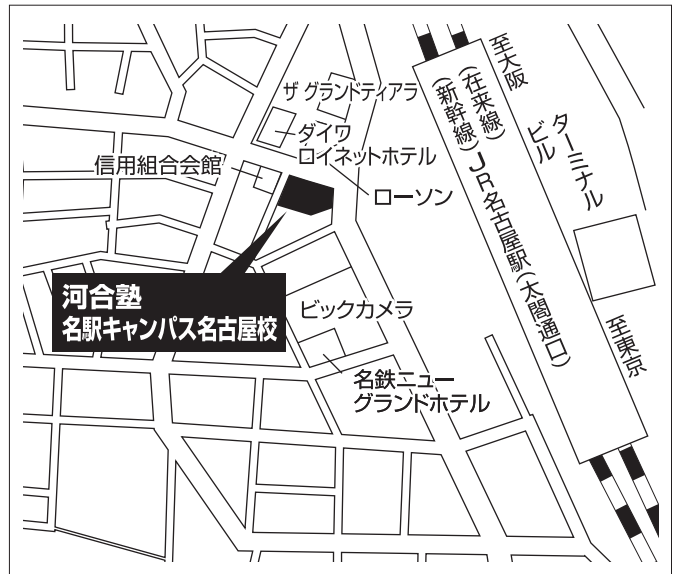 至大阪
(在来線)
(新幹線)
JR名古屋駅(太閤通口)
ターミナル
ビル
至東京
ザ グランドティアラ
ダイワ
ロイネットホテル
信用組合会館
ローソン
河合塾
名駅キャンパス名古屋校
ビックカメラ
名鉄ニュー
グランドホテル